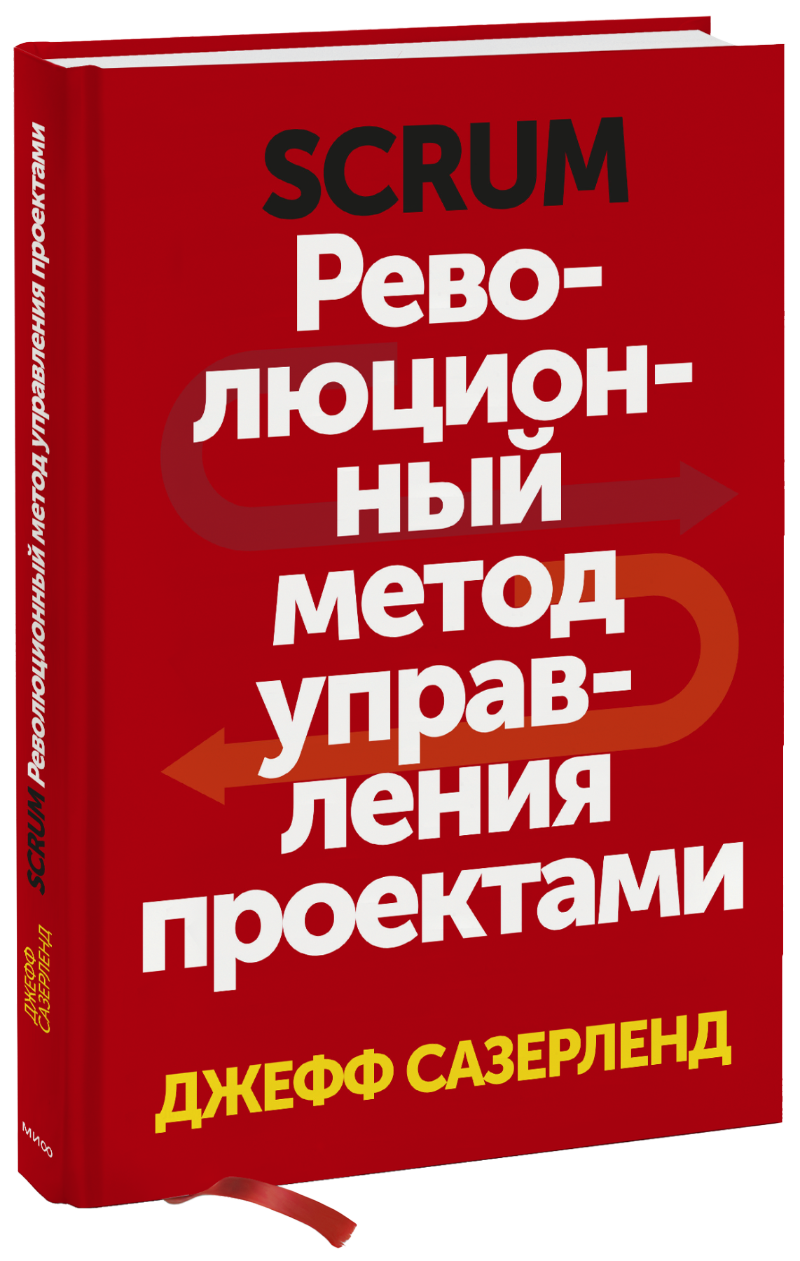 SCRUM
Рево-
люцион-
ный
метод
управ-
ления
проектами
ДЖЕФФ САЗЕРЛЕНД
SCRUM Революционный метод управления проектами
ДЖЕФФ
САЗЕРЛЕНД
МИФ